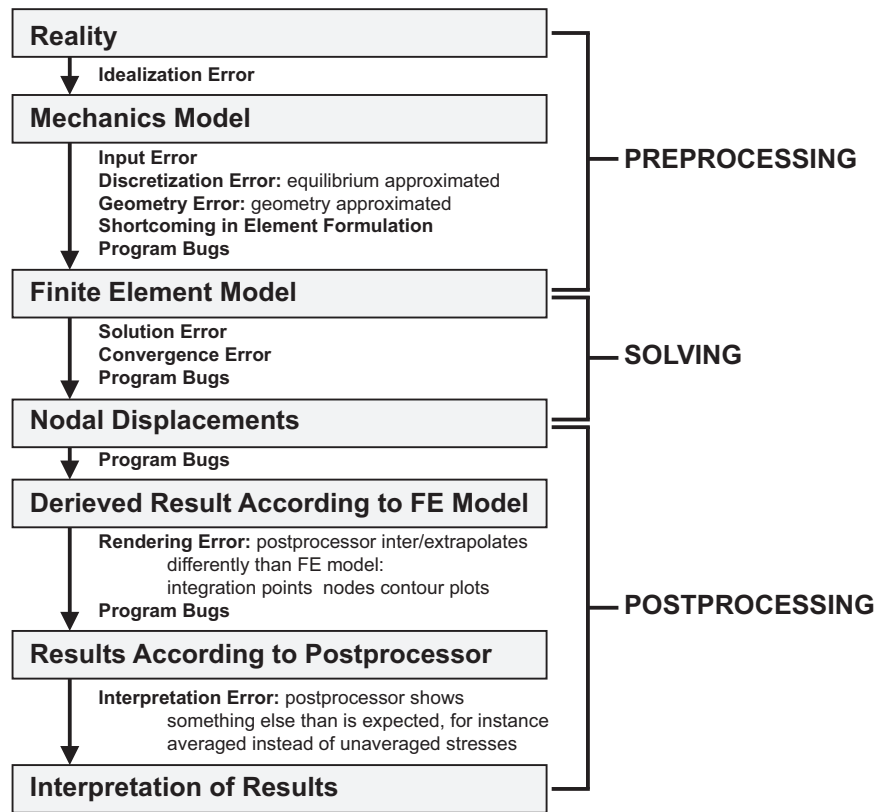 Reality
Idealization Error
Mechanics Model
Input Error
Discretization Error: equilibrium approximated
Geometry Error: geometry approximated
Shortcoming in Element Formulation
Program Bugs
PREPROCESSING
Finite Element Model
Solution Error
Convergence Error
Program Bugs
SOLVING
Nodal Displacements
Program Bugs
Derieved Result According to FE Model
Rendering Error: postprocessor inter/extrapolates
differently than FE model:
integration points nodes contour plots
Program Bugs
POSTPROCESSING
Results According to Postprocessor
Interpretation Error: postprocessor shows
something else than is expected, for instance
averaged instead of unaveraged stresses
Interpretation of Results